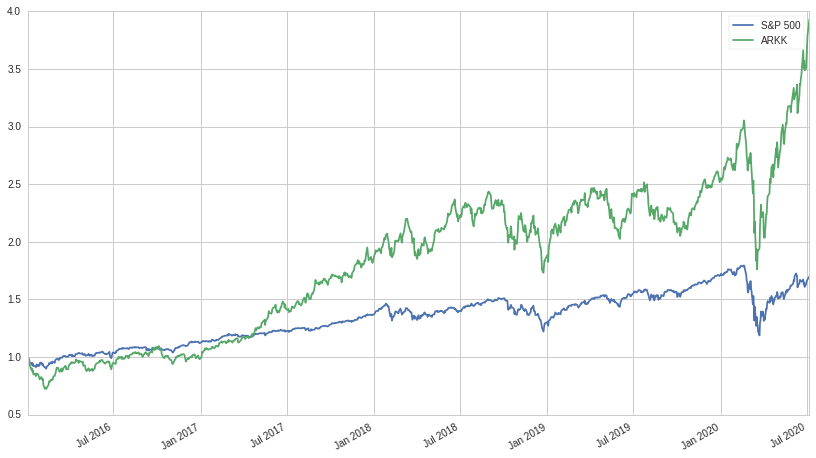 4.0
S&P 500
ARKK
3.5
3.0
2.5
2.0
1.5
1.0
0.5
Jul 2016
Jan 2017
Jul 2017
Jan 2018
Jul 2018
Jan 2019
Jul 2019
Jan 2020
Jul 2020